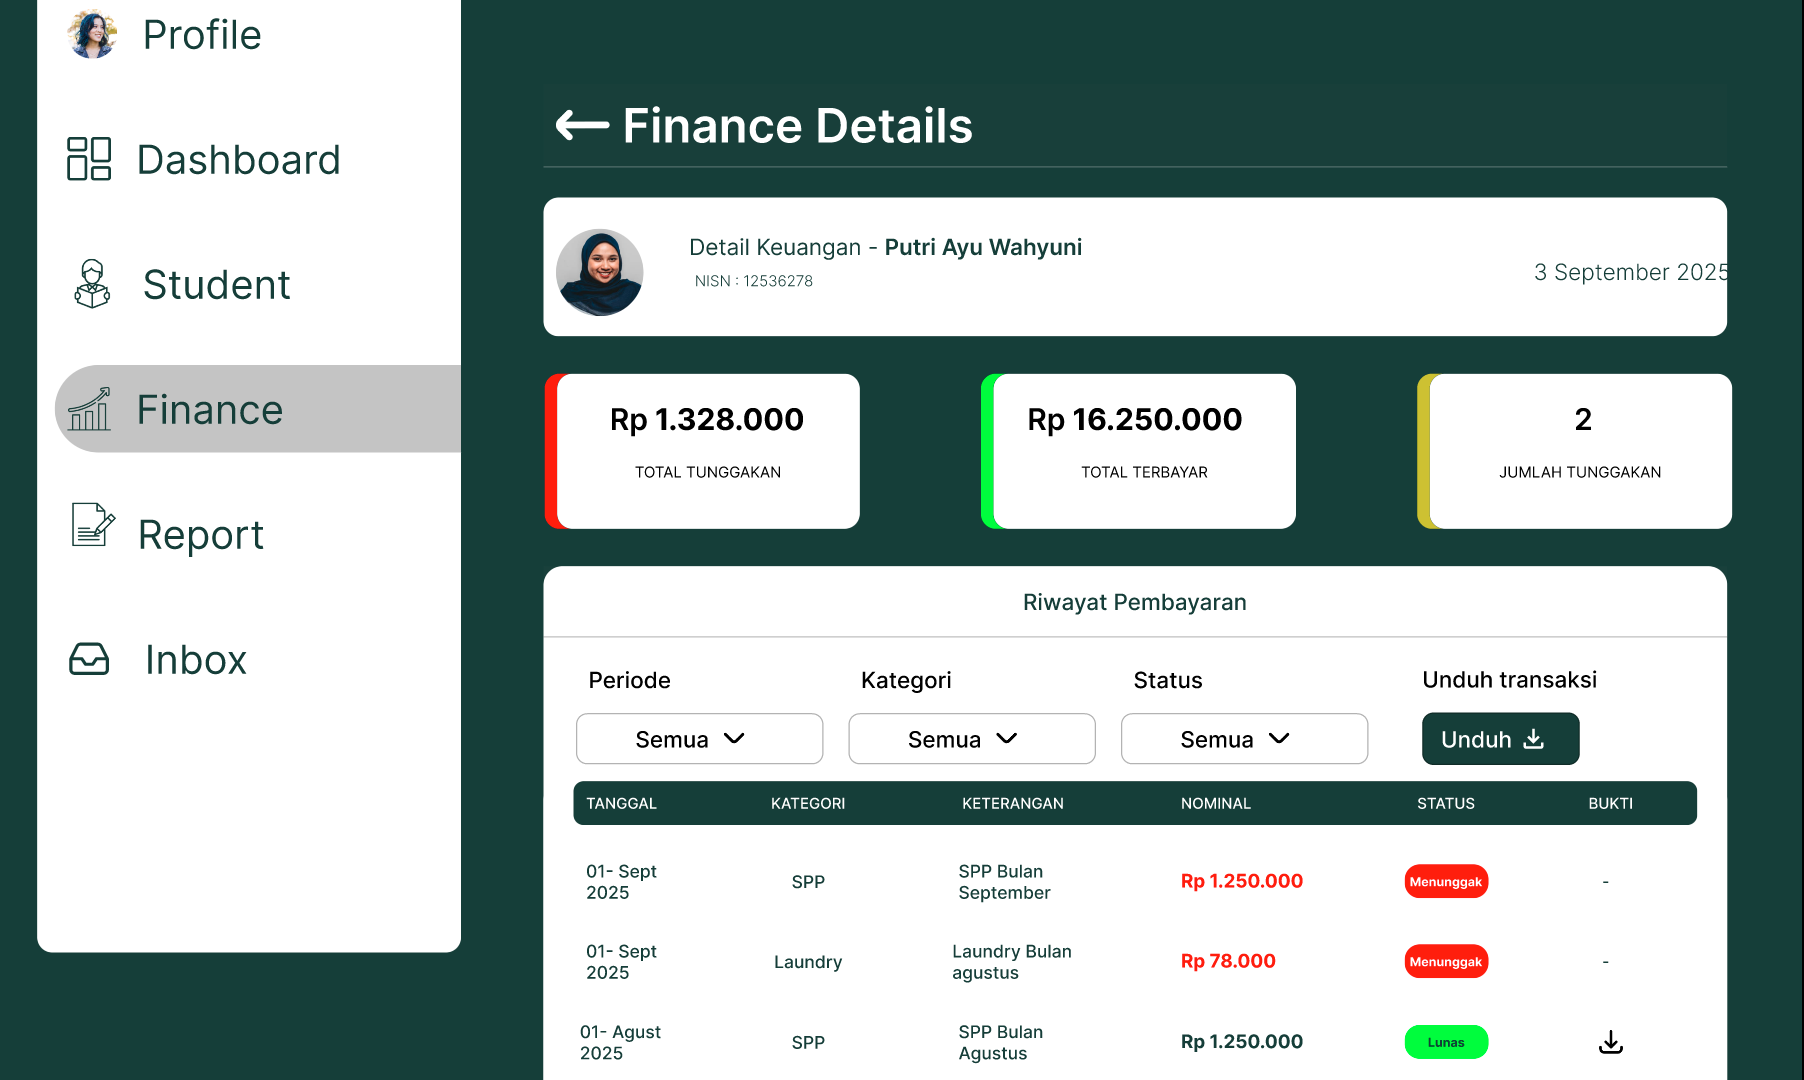 Profile
Dashboard
Student
Finance
Report
Inbox
Finance Details
Detail Keuangan - Putri Ayu Wahyuni
NISN : 12536278
3 September 2025
Rp 1.328.000
TOTAL TUNGGAKAN
Rp 16.250.000
TOTAL TERBAYAR
2
JUMLAH TUNGGAKAN
Riwayat Pembayaran
Periode Kategori Status Unduh transaksi
Semua Semua Semua Unduh
TANGGAL KATEGORI KETERANGAN NOMINAL STATUS BUKTI
01- Sept
2025
SPP
SPP Bulan
September
Rp 1.250.000
Menunggak
-
01- Sept
2025
Laundry
Laundry Bulan
agustus
Rp 78.000
Menunggak
-
01- Agust
2025
SPP
SPP Bulan
Agustus
Rp 1.250.000
Lunas